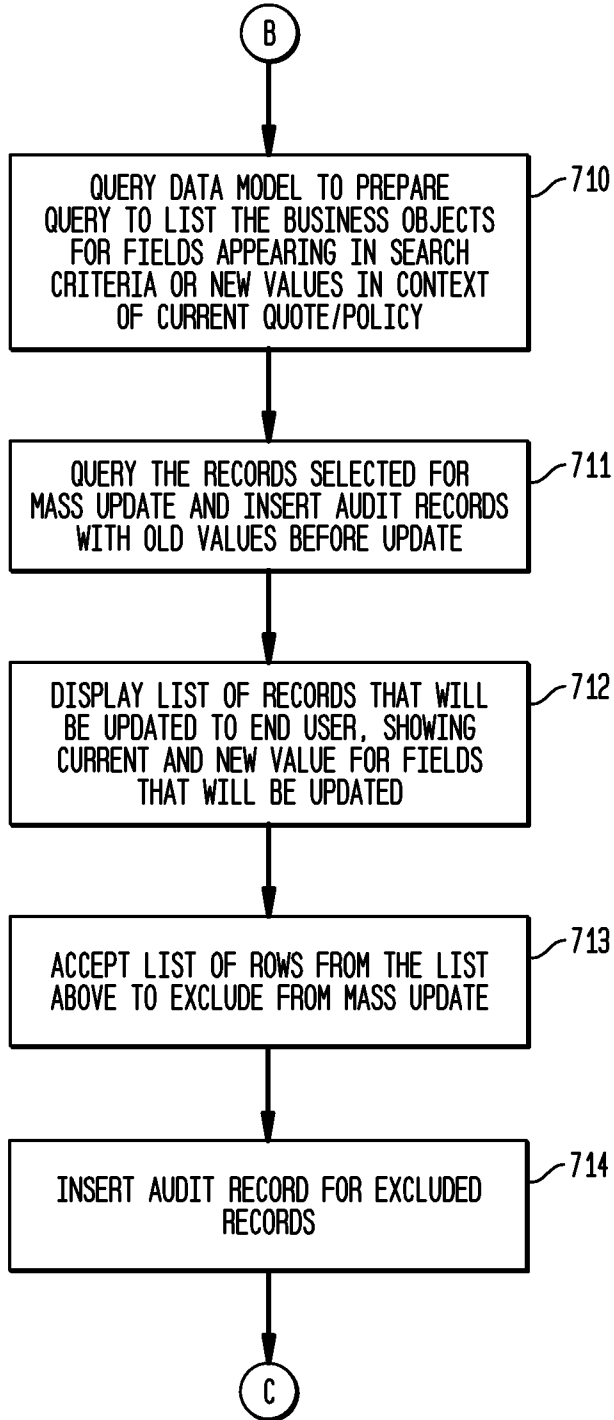 B
710
QUERY DATA MODEL TO PREPARE
QUERY TO LIST THE BUSINESS OBJECTS
FOR FIELDS APPEARING IN SEARCH
CRITERIA OR NEW VALUES IN CONTEXT
OF CURRENT QUOTE/POLICY
711
QUERY THE RECORDS SELECTED FOR
MASS UPDATE AND INSERT AUDIT RECORDS
WITH OLD VALUES BEFORE UPDATE
712
DISPLAY LIST OF RECORDS THAT WILL
BE UPDATED TO END USER, SHOWING
CURRENT AND NEW VALUE FOR FIELDS
THAT WILL BE UPDATED
713
ACCEPT LIST OF ROWS FROM THE LIST
ABOVE TO EXCLUDE FROM MASS UPDATE
714
INSERT AUDIT RECORD FOR EXCLUDED
RECORDS
C